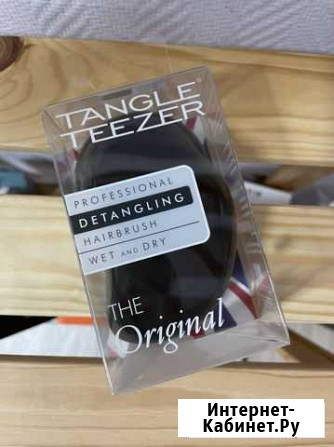 TANGLE
TEEZER®
PROFESSIONAL
DETANGLING
HAIRBRUSH
WET AND DRY
THE
Original
Интернет-
Кабинет.Ру